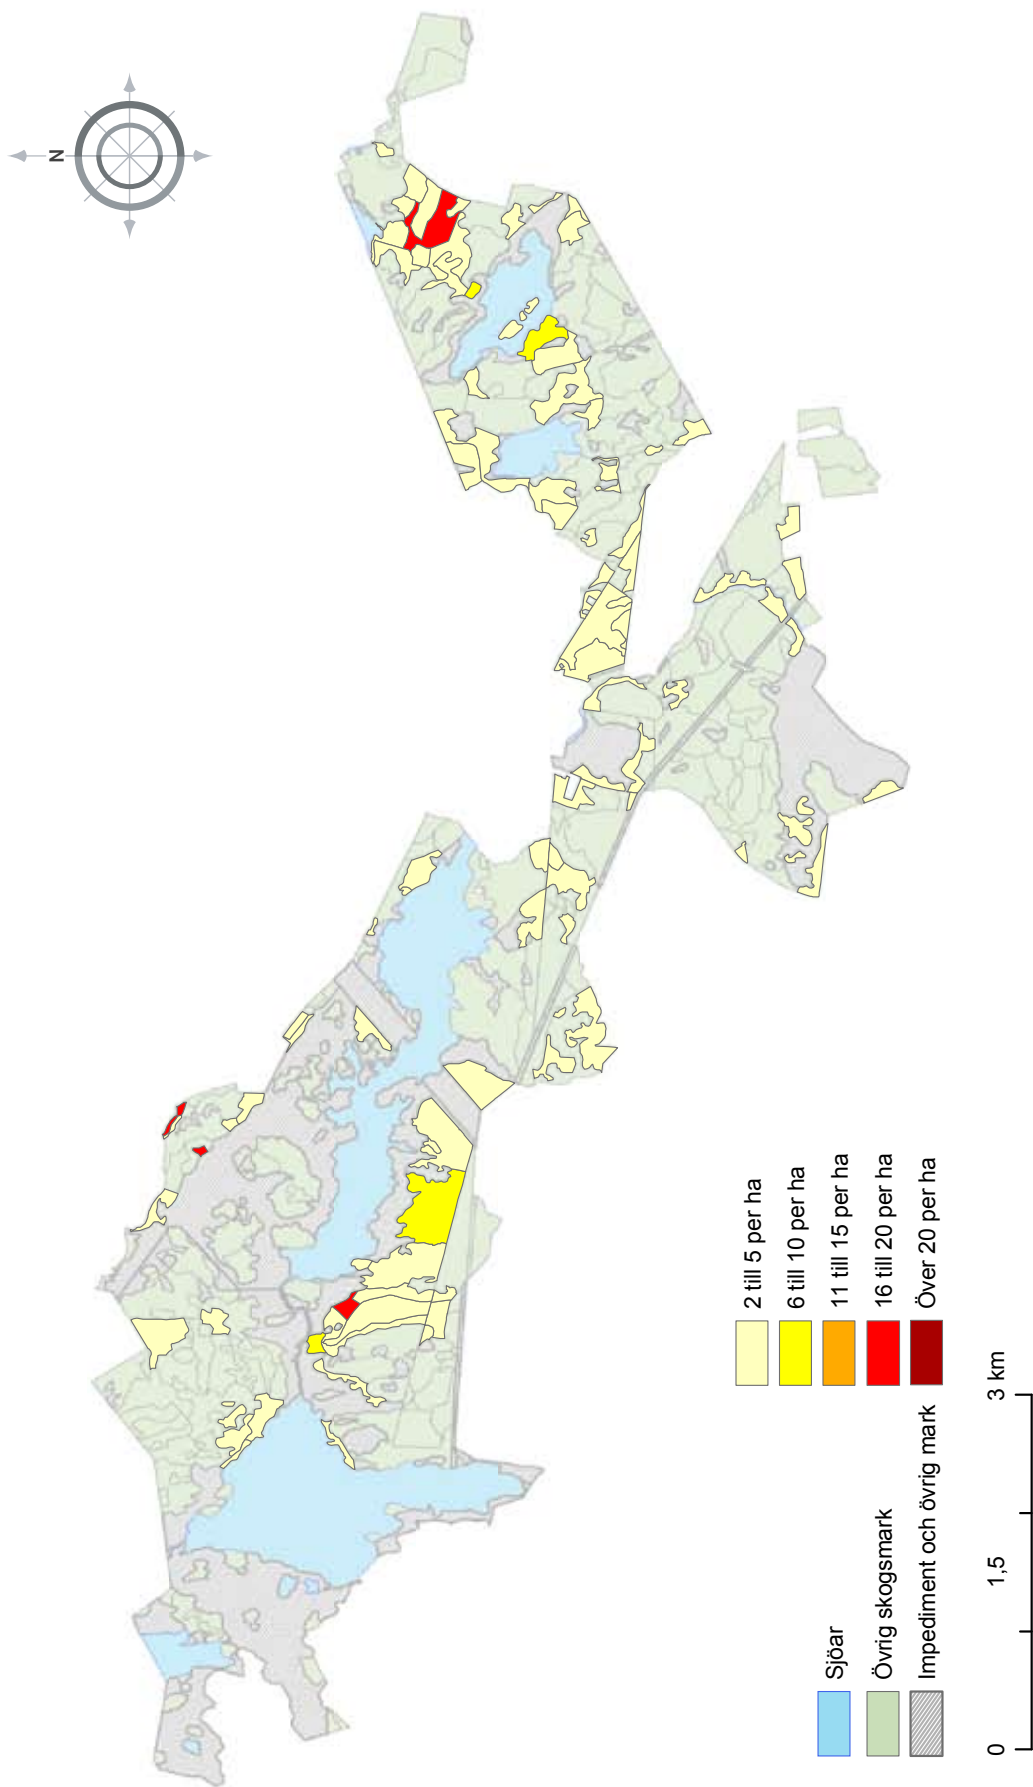 N
2 till 5 per ha
6 till 10 per ha
11 till 15 per ha
16 till 20 per ha
Över 20 per ha
Sjöar
Övrig skogsmark
Impediment och övrig mark
0 1,5 3 km